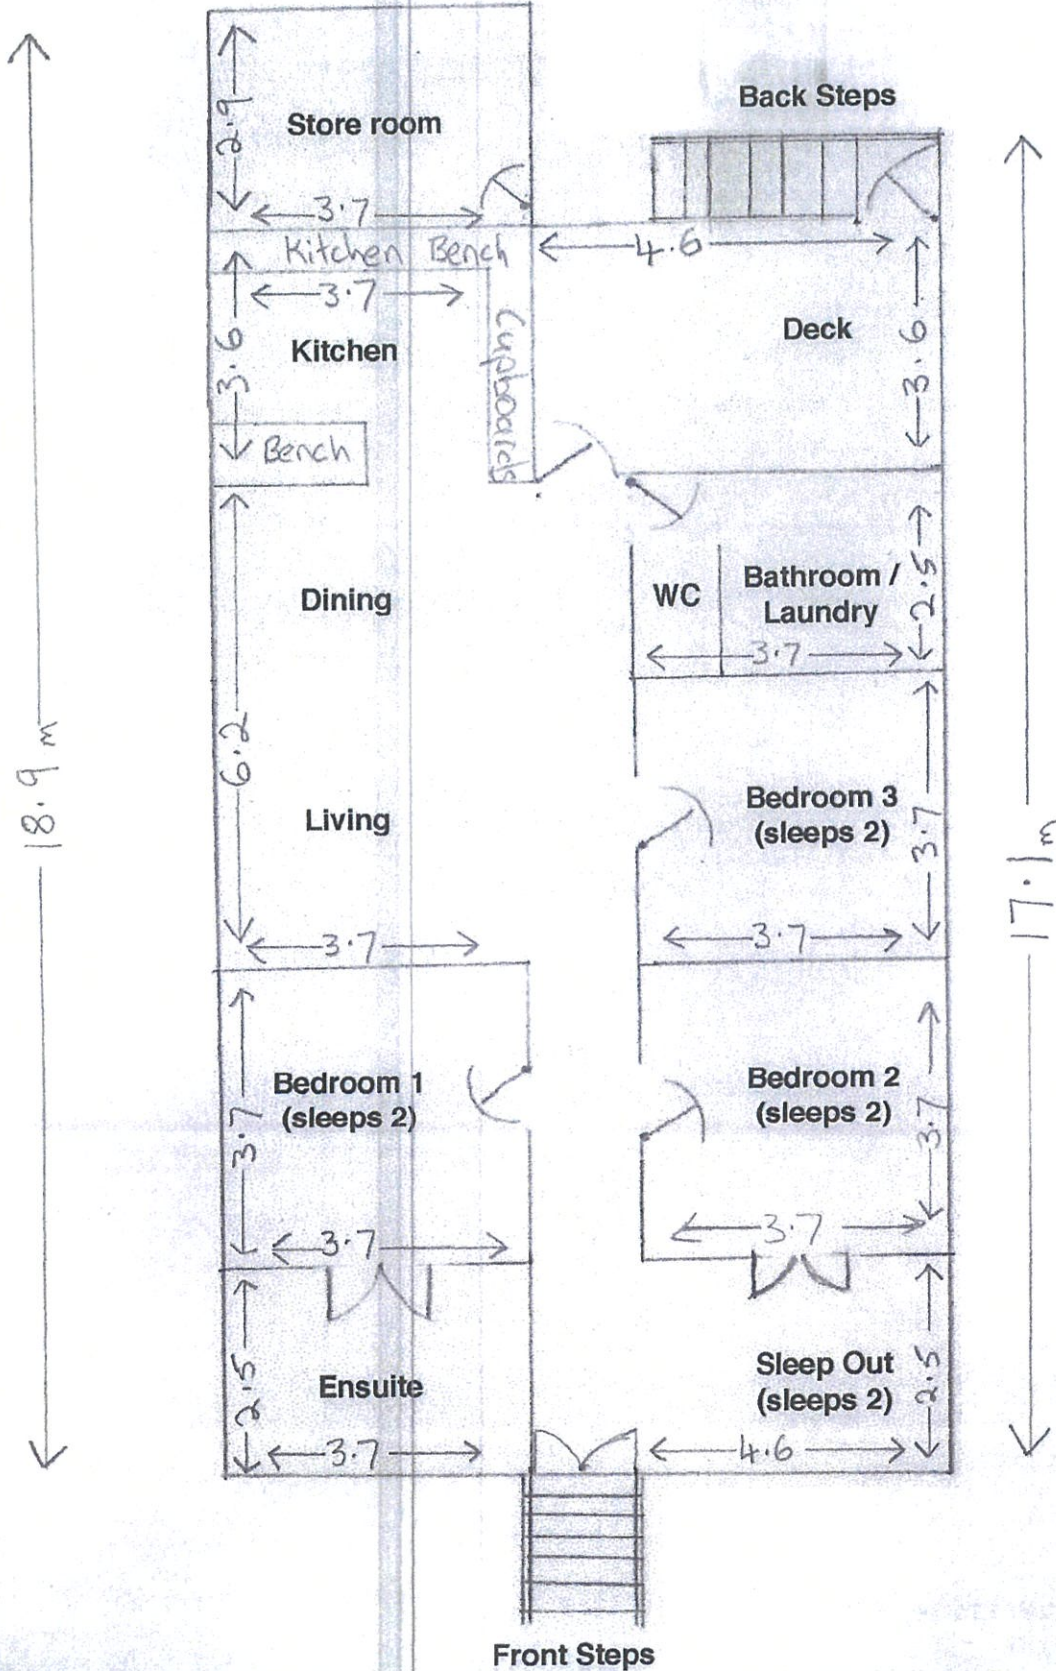 Back Steps
2.9
Store room
3.7
Kitchen Bench
4.6
3.7
Cupboards
3.6
Kitchen
Deck
3.6
Bench
Dining
WC
Bathroom /
Laundry
2.5
3.7
18.9 m
6.2
Living
Bedroom 3
(sleeps 2)
3.7
17.1 m
3.7
3.7
Bedroom 1
(sleeps 2)
3.7
Bedroom 2
(sleeps 2)
3.7
3.7
3.7
2.5
Ensuite
Sleep Out
(sleeps 2)
2.5
3.7
4.6
Front Steps